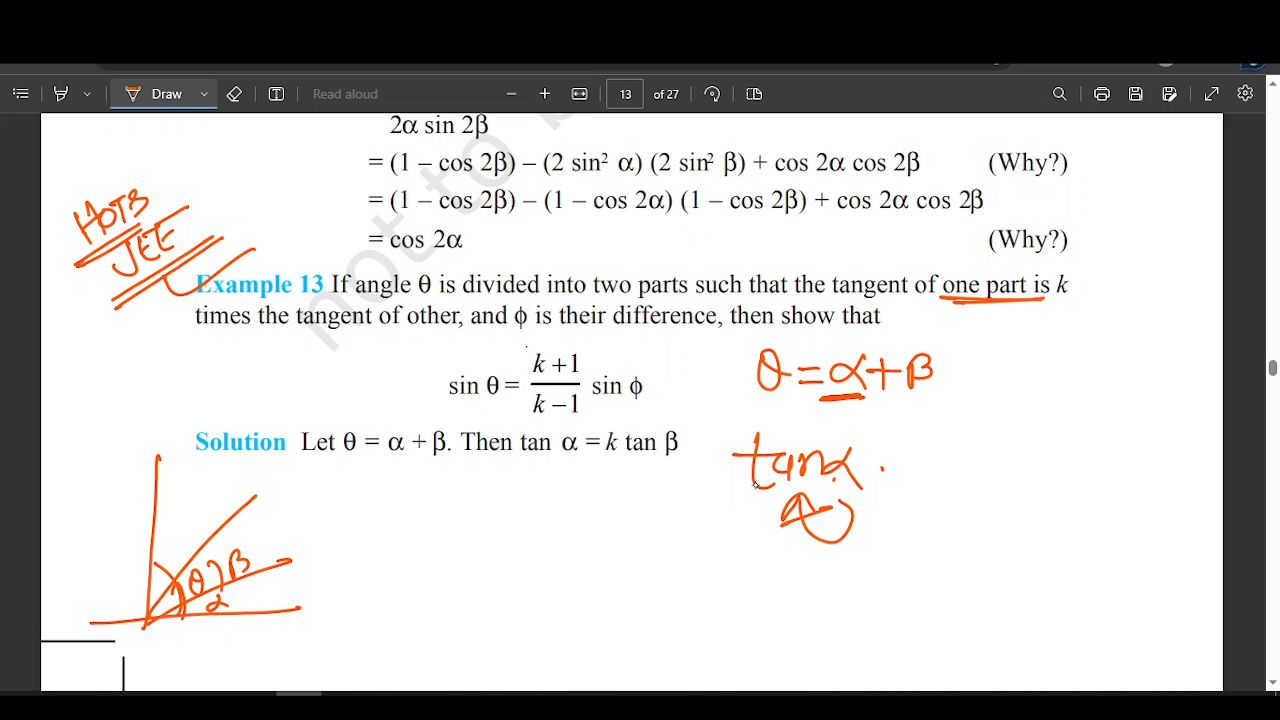 Draw
Read aloud
13 of 27
2α sin 2β
= (1 – cos 2β) – (2 sin² α) (2 sin² β) + cos 2α cos 2β (Why?)
= (1 – cos 2β) – (1 – cos 2α) (1 – cos 2β) + cos 2α cos 2β
= cos 2α (Why?)
HOTS
JEE
Example 13 If angle θ is divided into two parts such that the tangent of one part is k
times the tangent of other, and ϕ is their difference, then show that
sin θ = (k + 1)/(k – 1) sin ϕ
θ = α + β
Solution Let θ = α + β. Then tan α = k tan β
tanα
θ β
α
not to b